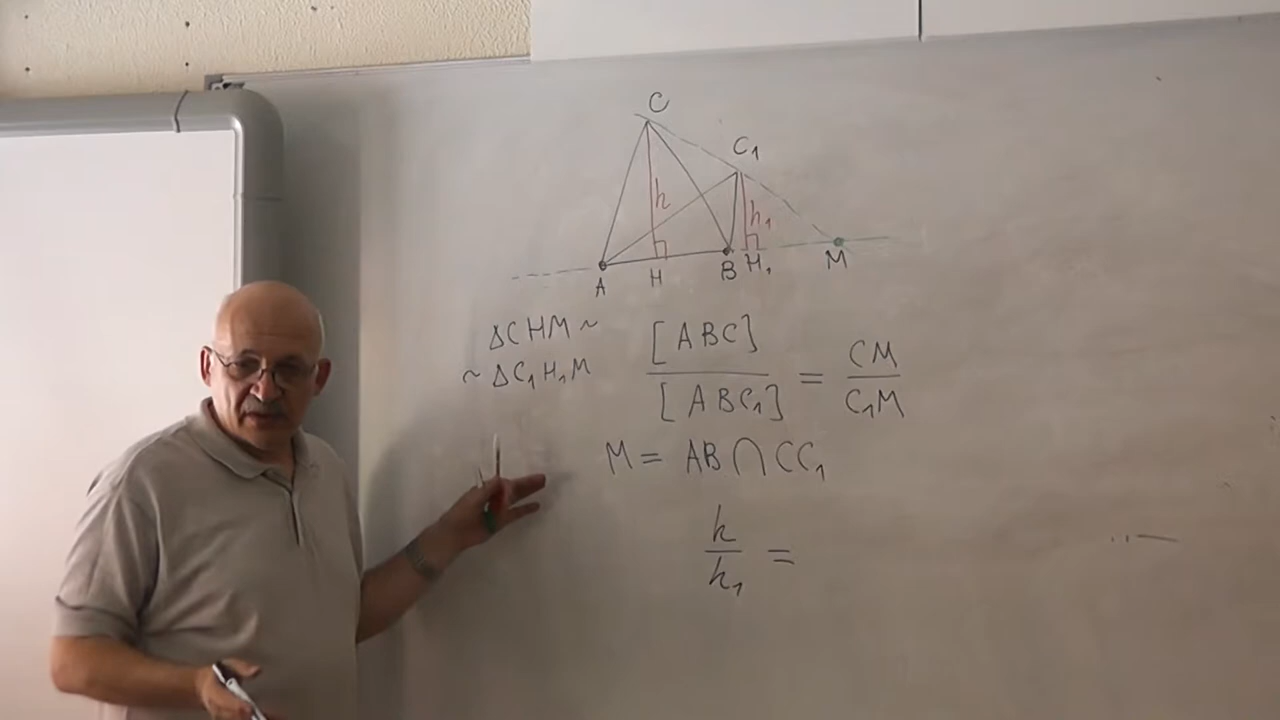 C
C₁
h
h₁
A
H
B
H₁
M
ΔCHM ~
~ ΔC₁H₁M
[ABC]
[ABC₁]
=
CM
C₁M
M = AB ∩ CC₁
h
h₁
=